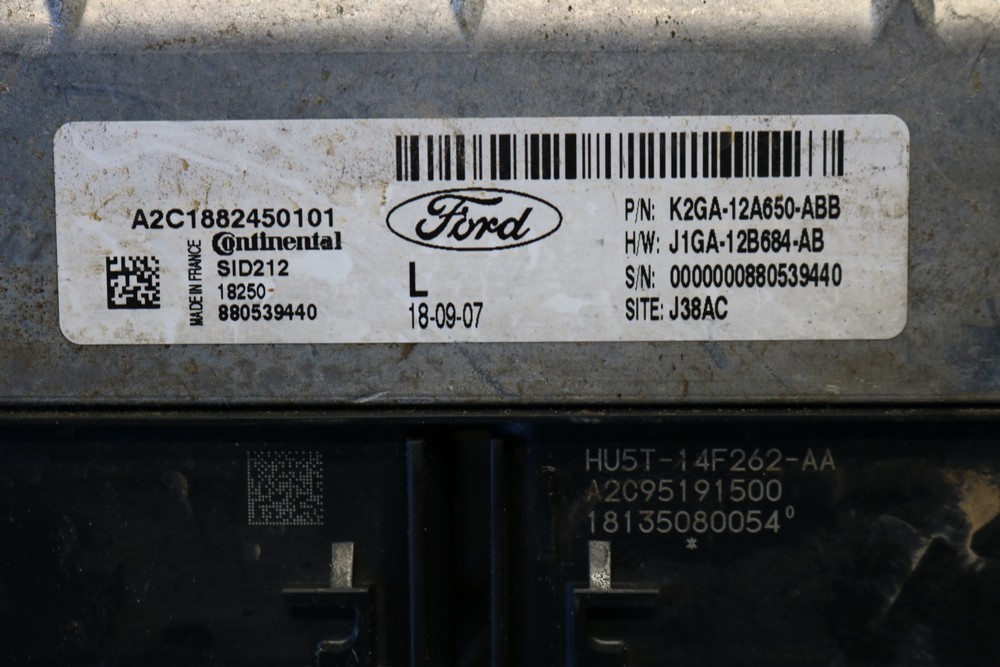 A2C1882450101
Continental
MADE IN FRANCE
SID212
18250-
880539440
Ford
L
18-09-07
P/N: K2GA-12A650-ABB
H/W: J1GA-12B684-AB
S/N: 0000000880539440
SITE: J38AC
HU5T-14F262-AA
A2C95191500
18135080054⁰
*